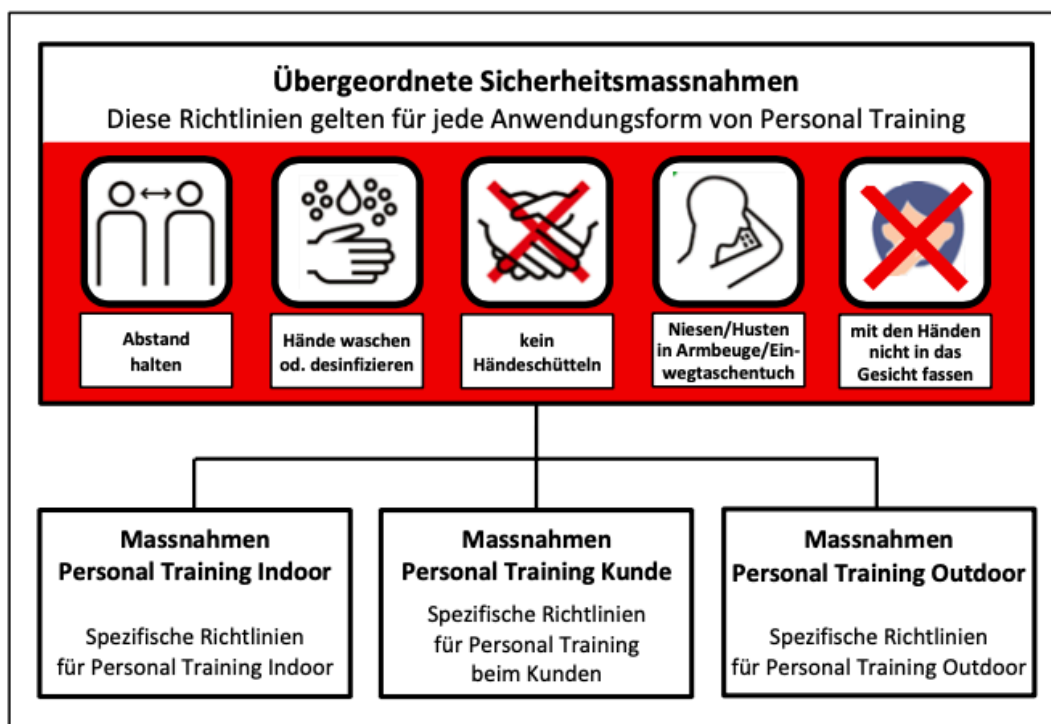 Übergeordnete Sicherheitsmassnahmen
Diese Richtlinien gelten für jede Anwendungsform von Personal Training
Abstand
halten
Hände waschen
od. desinfizieren
kein
Händeschütteln
Niesen/Husten
in Armbeuge/Ein-
wegtaschentuch
mit den Händen
nicht in das
Gesicht fassen
Massnahmen
Personal Training Indoor
Spezifische Richtlinien
für Personal Training Indoor
Massnahmen
Personal Training Kunde
Spezifische Richtlinien
für Personal Training
beim Kunden
Massnahmen
Personal Training Outdoor
Spezifische Richtlinien
für Personal Training Outdoor